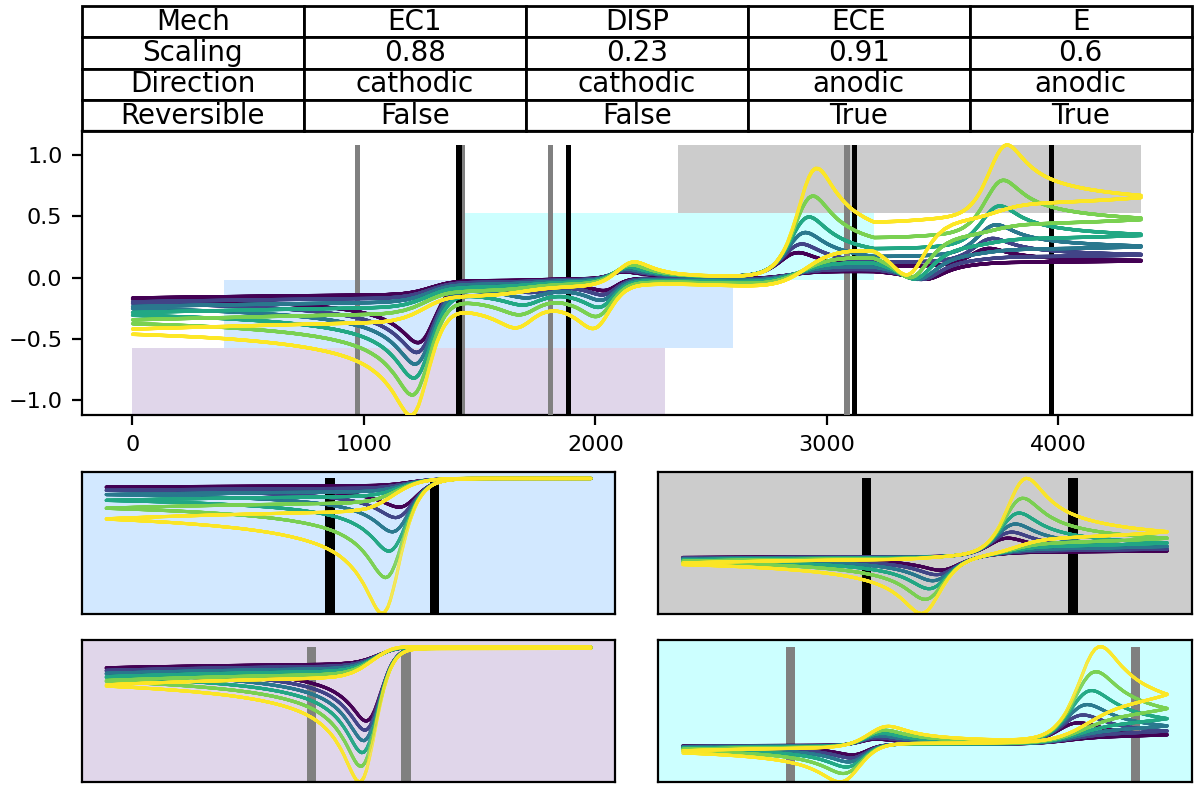 Mech EC1 DISP ECE E
Scaling 0.88 0.23 0.91 0.6
Direction cathodic cathodic anodic anodic
Reversible False False True True
1.0
0.5
0.0
−0.5
−1.0
0 1000 2000 3000 4000